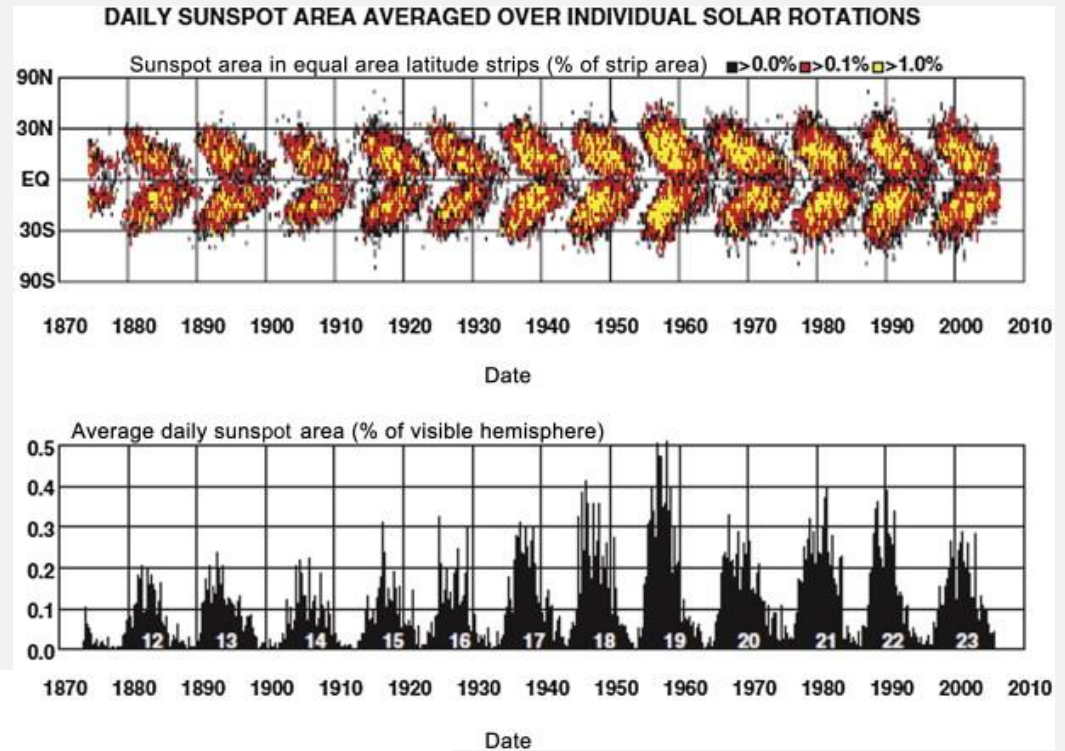 DAILY SUNSPOT AREA AVERAGED OVER INDIVIDUAL SOLAR ROTATIONS
Sunspot area in equal area latitude strips (% of strip area) >0.0% >0.1% >1.0%
90N
30N
EQ
30S
90S
1870 1880 1890 1900 1910 1920 1930 1940 1950 1960 1970 1980 1990 2000 2010
Date
Average daily sunspot area (% of visible hemisphere)
0.5
0.4
0.3
0.2
0.1
0.0 12 13 14 15 16 17 18 19 20 21 22 23
1870 1880 1890 1900 1910 1920 1930 1940 1950 1960 1970 1980 1990 2000 2010
Date